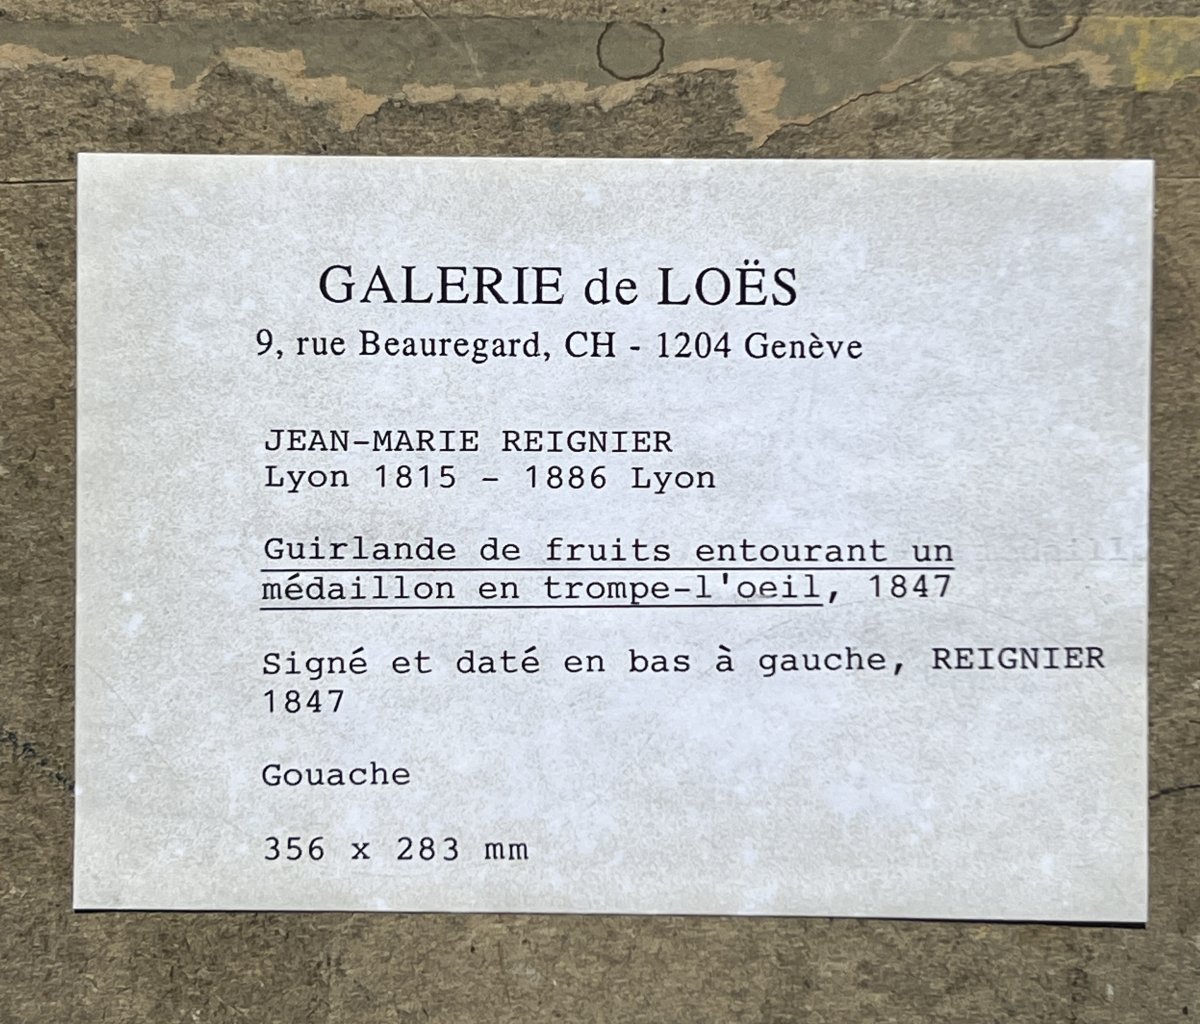 GALERIE de LOËS
9, rue Beauregard, CH - 1204 Genève
JEAN-MARIE REIGNIER
Lyon 1815 - 1886 Lyon
Guirlande de fruits entourant un
médaillon en trompe-l'oeil, 1847
Signé et daté en bas à gauche, REIGNIER
1847
Gouache
356 x 283 mm